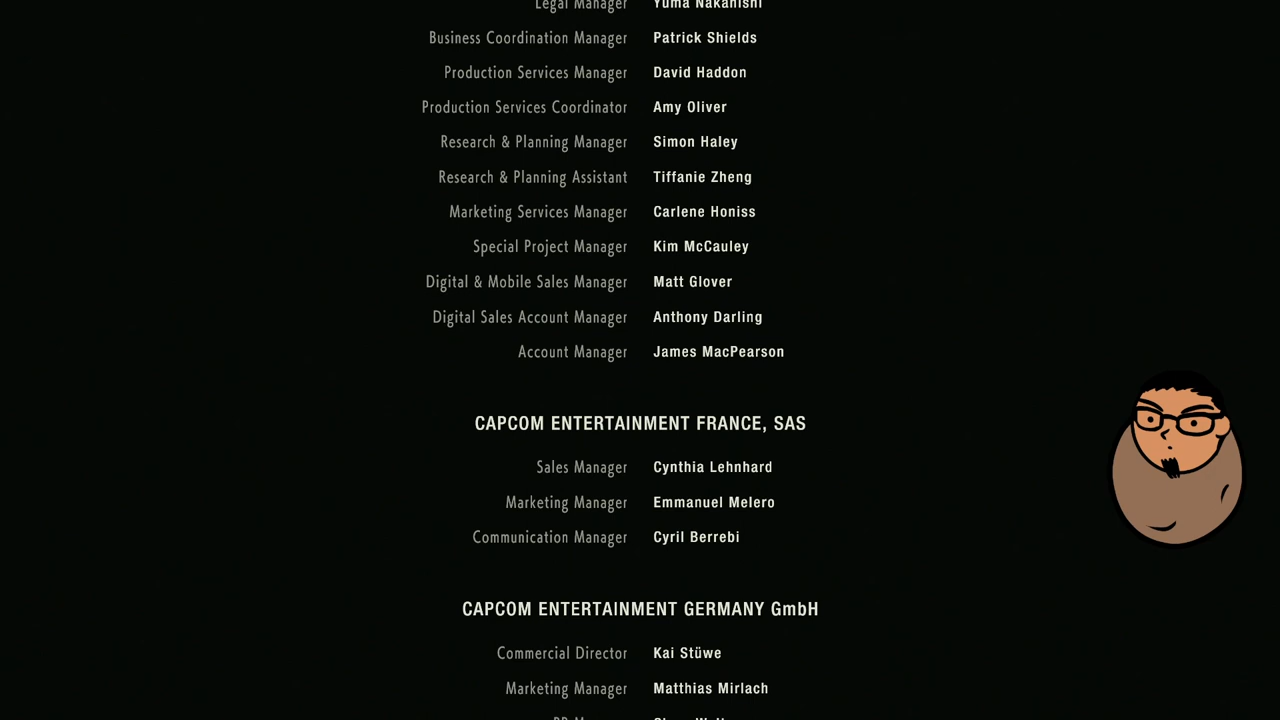 Legal Manager Yuma Nakanishi
Business Coordination Manager Patrick Shields
Production Services Manager David Haddon
Production Services Coordinator Amy Oliver
Research & Planning Manager Simon Haley
Research & Planning Assistant Tiffanie Zheng
Marketing Services Manager Carlene Honiss
Special Project Manager Kim McCauley
Digital & Mobile Sales Manager Matt Glover
Digital Sales Account Manager Anthony Darling
Account Manager James MacPearson
CAPCOM ENTERTAINMENT FRANCE, SAS
Sales Manager Cynthia Lehnhard
Marketing Manager Emmanuel Melero
Communication Manager Cyril Berrebi
CAPCOM ENTERTAINMENT GERMANY GmbH
Commercial Director Kai Stüwe
Marketing Manager Matthias Mirlach